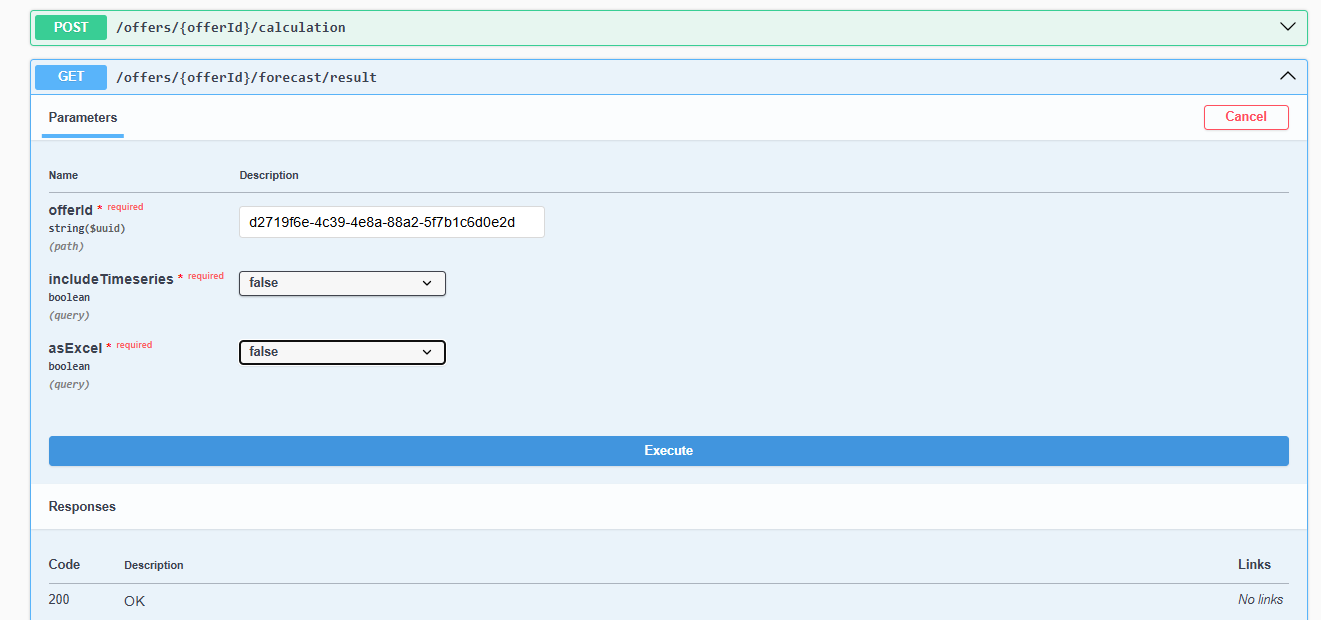 POST /offers/{offerId}/calculation
GET /offers/{offerId}/forecast/result
Parameters
Cancel
Name Description
offerId * required
string($uuid)
(path)
d2719f6e-4c39-4e8a-88a2-5f7b1c6d0e2d
includeTimeseries * required
boolean
(query)
false
asExcel * required
boolean
(query)
false
Execute
Responses
Code Description Links
200 OK No links